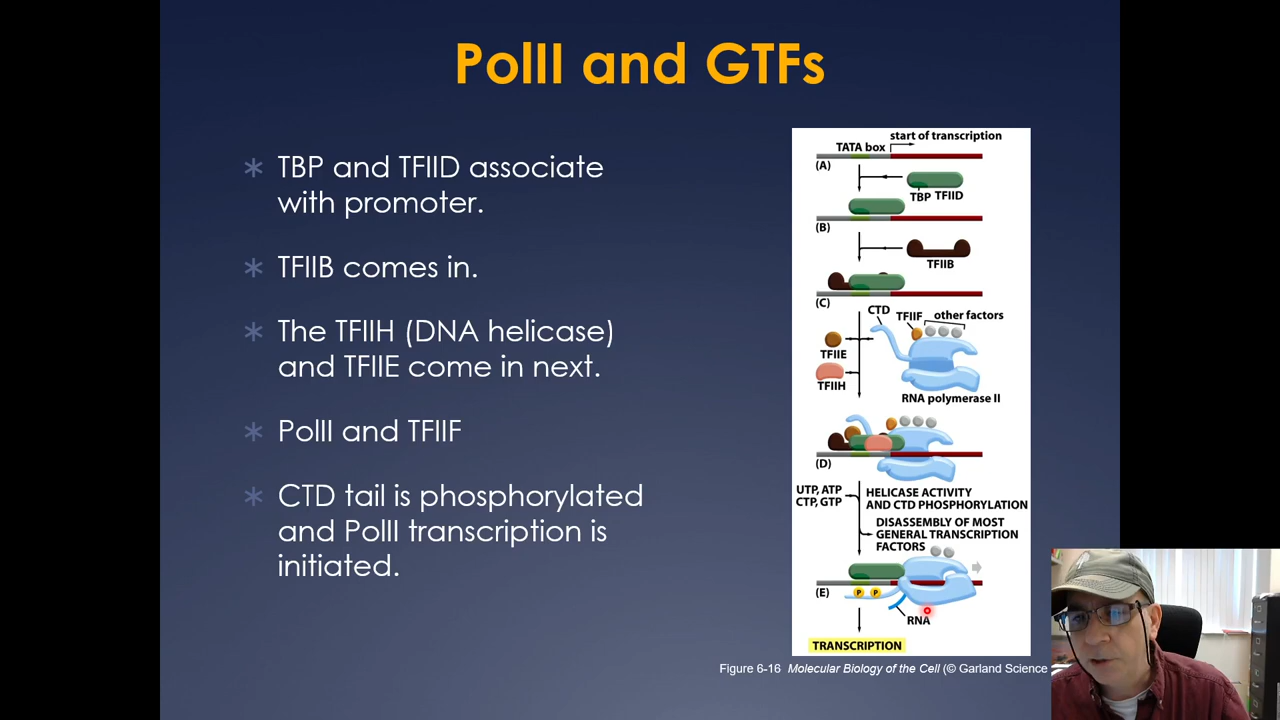 PolII and GTFs
∗ TBP and TFIID associate
with promoter.
∗ TFIIB comes in.
∗ The TFIIH (DNA helicase)
and TFIIE come in next.
∗ PolII and TFIIF
∗ CTD tail is phosphorylated
and PolII transcription is
initiated.
start of transcription
TATA box
(A)
TBP TFIID
(B)
TFIIB
(C)
CTD
TFIIF
other factors
TFIIE
TFIIH
RNA polymerase II
(D)
UTP, ATP
CTP, GTP
HELICASE ACTIVITY
AND CTD PHOSPHORYLATION
DISASSEMBLY OF MOST
GENERAL TRANSCRIPTION
FACTORS
(E)
P P
RNA
TRANSCRIPTION
Figure 6-16 Molecular Biology of the Cell (© Garland Science